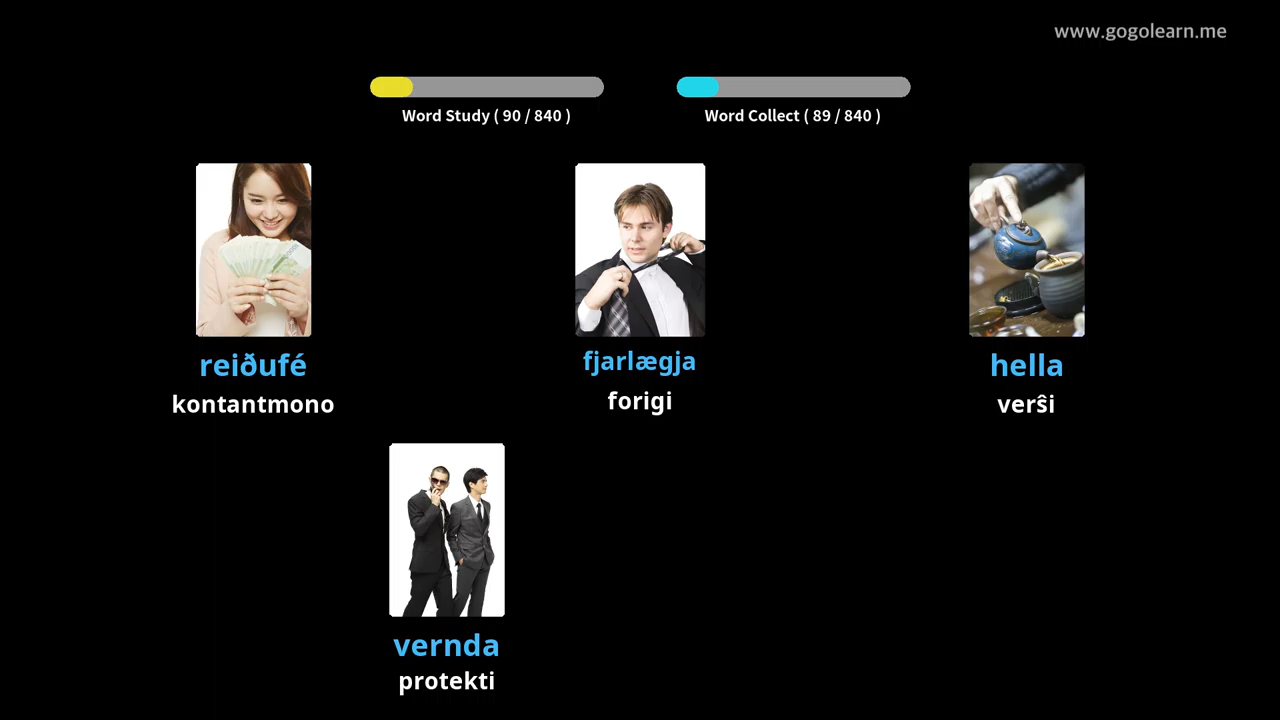 www.gogolearn.me
Word Study ( 90 / 840 )
Word Collect ( 89 / 840 )
reiðufé
kontantmono
fjarlægja
forigi
hella
verŝi
vernda
protekti